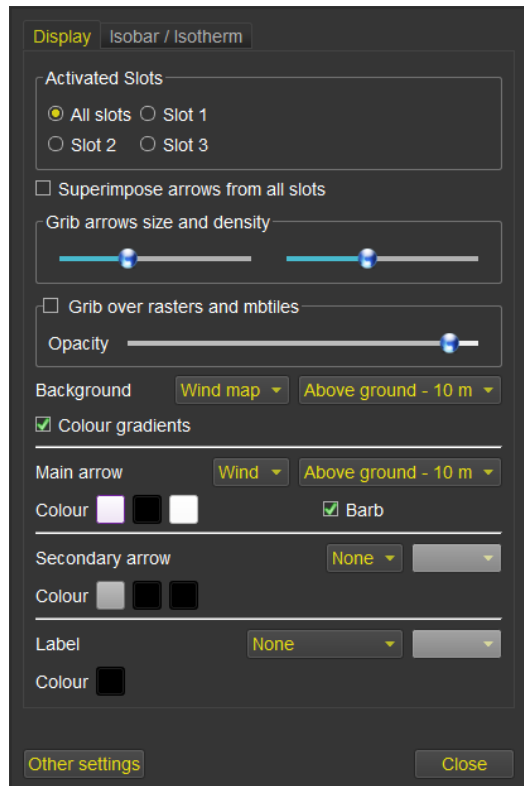 Display Isobar / Isotherm
Activated Slots
All slots Slot 1
Slot 2 Slot 3
Superimpose arrows from all slots
Grib arrows size and density
Grib over rasters and mbtiles
Opacity
Background Wind map Above ground - 10 m
Colour gradients
Main arrow Wind Above ground - 10 m
Colour Barb
Secondary arrow None
Colour
Label None
Colour
Other settings Close